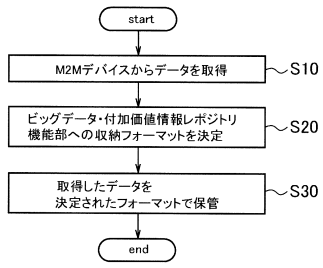 start
M2Mデバイスからデータを取得
S10
ビッグデータ・付加価値情報レポジトリ
機能部への収納フォーマットを決定
S20
取得したデータを
決定されたフォーマットで保管
S30
end